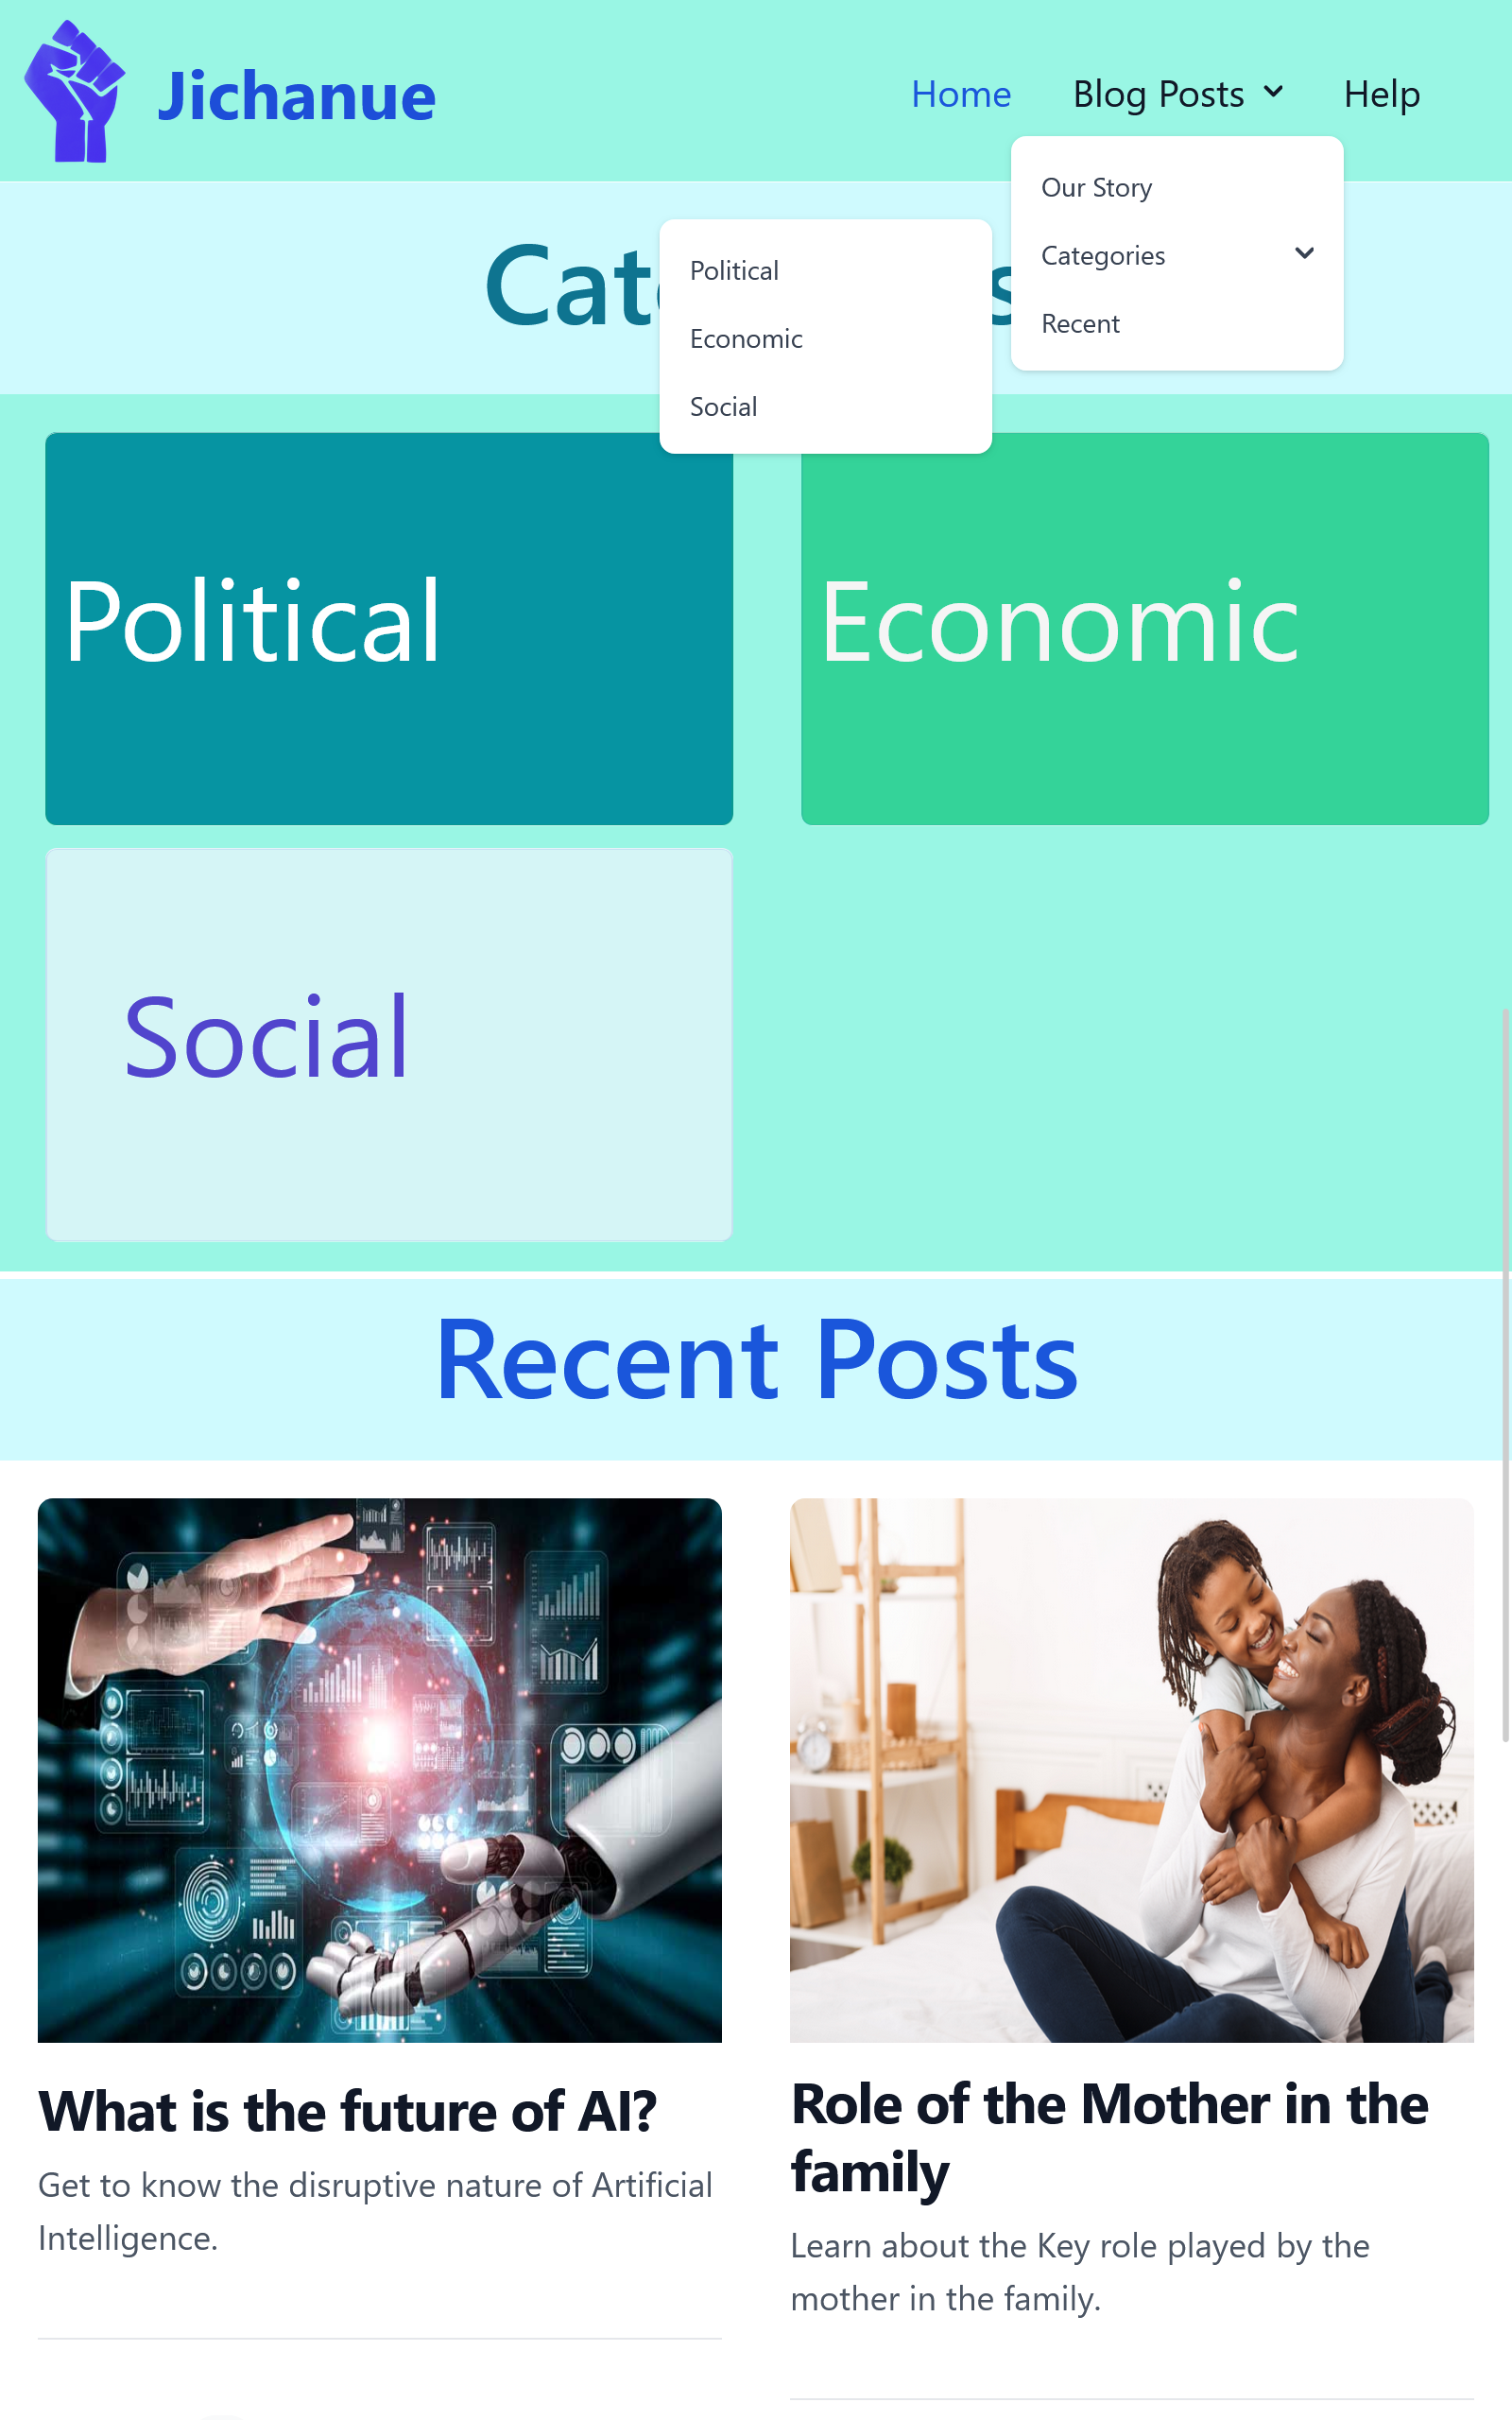 Jichanue
Home
Blog Posts
Help
Our Story
Categories
Recent
Political
Economic
Social
Political
Economic
Social
Recent Posts
What is the future of AI?
Get to know the disruptive nature of Artificial
Intelligence.
Role of the Mother in the
family
Learn about the Key role played by the
mother in the family.